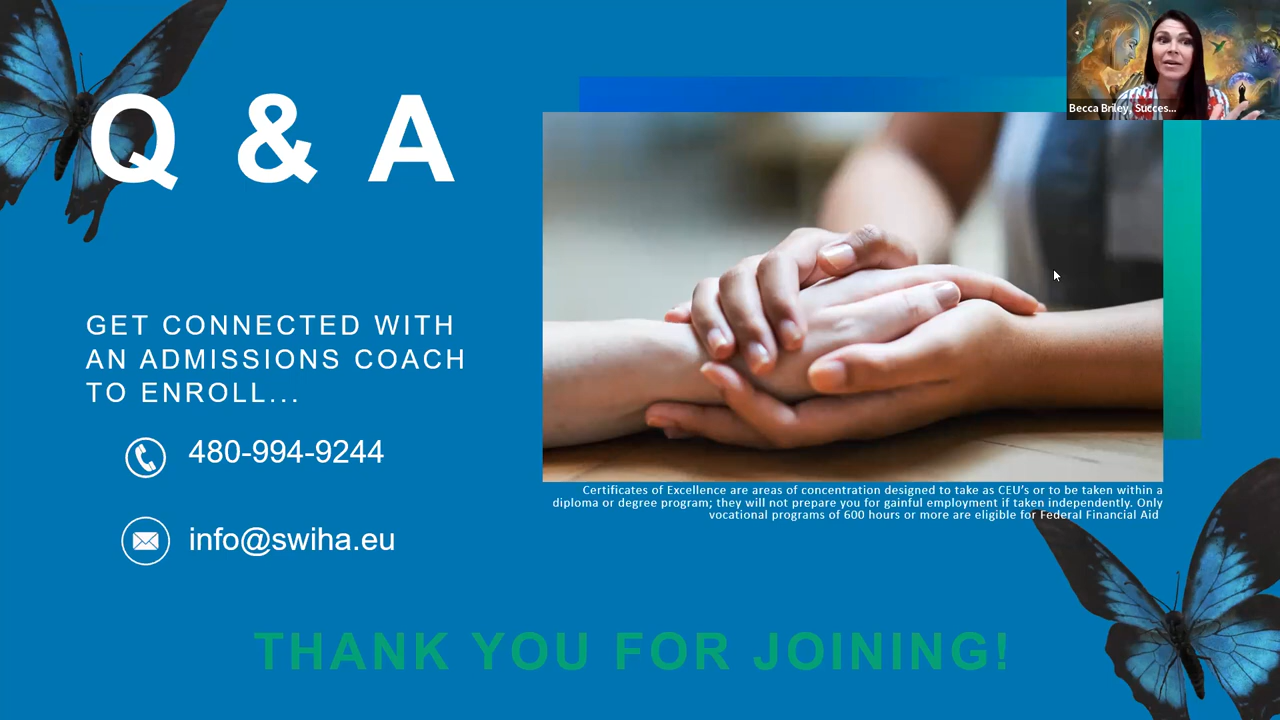 Q & A
Becca Briley, Succes...
GET CONNECTED WITH
AN ADMISSIONS COACH
TO ENROLL...
480-994-9244
info@swiha.eu
Certificates of Excellence are areas of concentration designed to take as CEU's or to be taken within a
diploma or degree program; they will not prepare you for gainful employment if taken independently. Only
vocational programs of 600 hours or more are eligible for Federal Financial Aid
THANK YOU FOR JOINING!